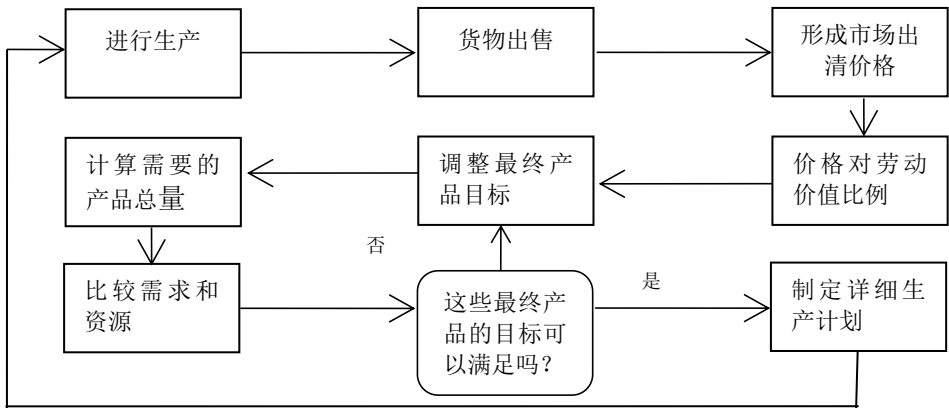 进行生产
货物出售
形成市场出
清价格
计算需要的
产品总量
调整最终产
品目标
价格对劳动
价值比例
否
是
比较需求和
资源
这些最终产
品的目标可
以满足吗？
制定详细生
产计划